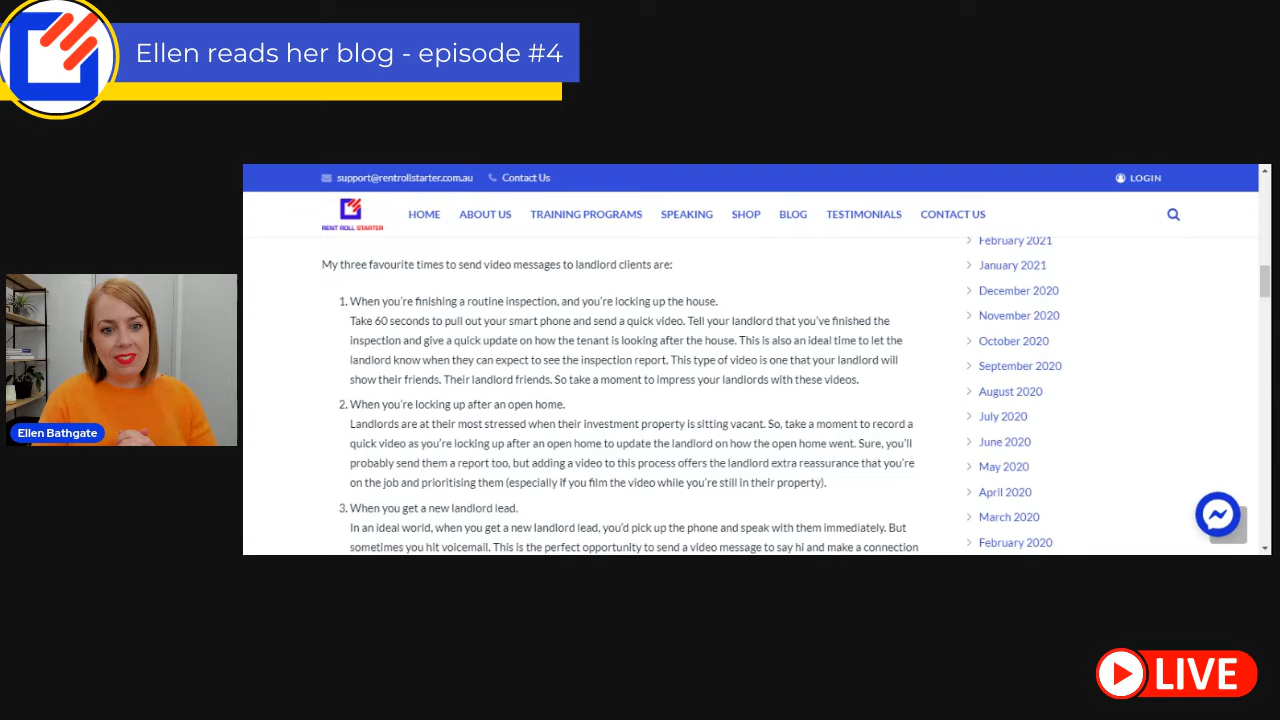 Ellen reads her blog - episode #4
support@rentrollstarter.com.au Contact Us LOGIN
RENT ROLL STARTER
HOME ABOUT US TRAINING PROGRAMS SPEAKING SHOP BLOG TESTIMONIALS CONTACT US
My three favourite times to send video messages to landlord clients are:
1. When you're finishing a routine inspection, and you're locking up the house.
Take 60 seconds to pull out your smart phone and send a quick video. Tell your landlord that you've finished the
inspection and give a quick update on how the tenant is looking after the house. This is also an ideal time to let the
landlord know when they can expect to see the inspection report. This type of video is one that your landlord will
show their friends. Their landlord friends. So take a moment to impress your landlords with these videos.
2. When you're locking up after an open home.
Landlords are at their most stressed when their investment property is sitting vacant. So, take a moment to record a
quick video as you're locking up after an open home to update the landlord on how the open home went. Sure, you'll
probably send them a report too, but adding a video to this process offers the landlord extra reassurance that you're
on the job and prioritising them (especially if you film the video while you're still in their property).
3. When you get a new landlord lead.
In an ideal world, when you get a new landlord lead, you'd pick up the phone and speak with them immediately. But
sometimes you hit voicemail. This is the perfect opportunity to send a video message to say hi and make a connection
February 2021
January 2021
December 2020
November 2020
October 2020
September 2020
August 2020
July 2020
June 2020
May 2020
April 2020
March 2020
February 2020
Ellen Bathgate
LIVE